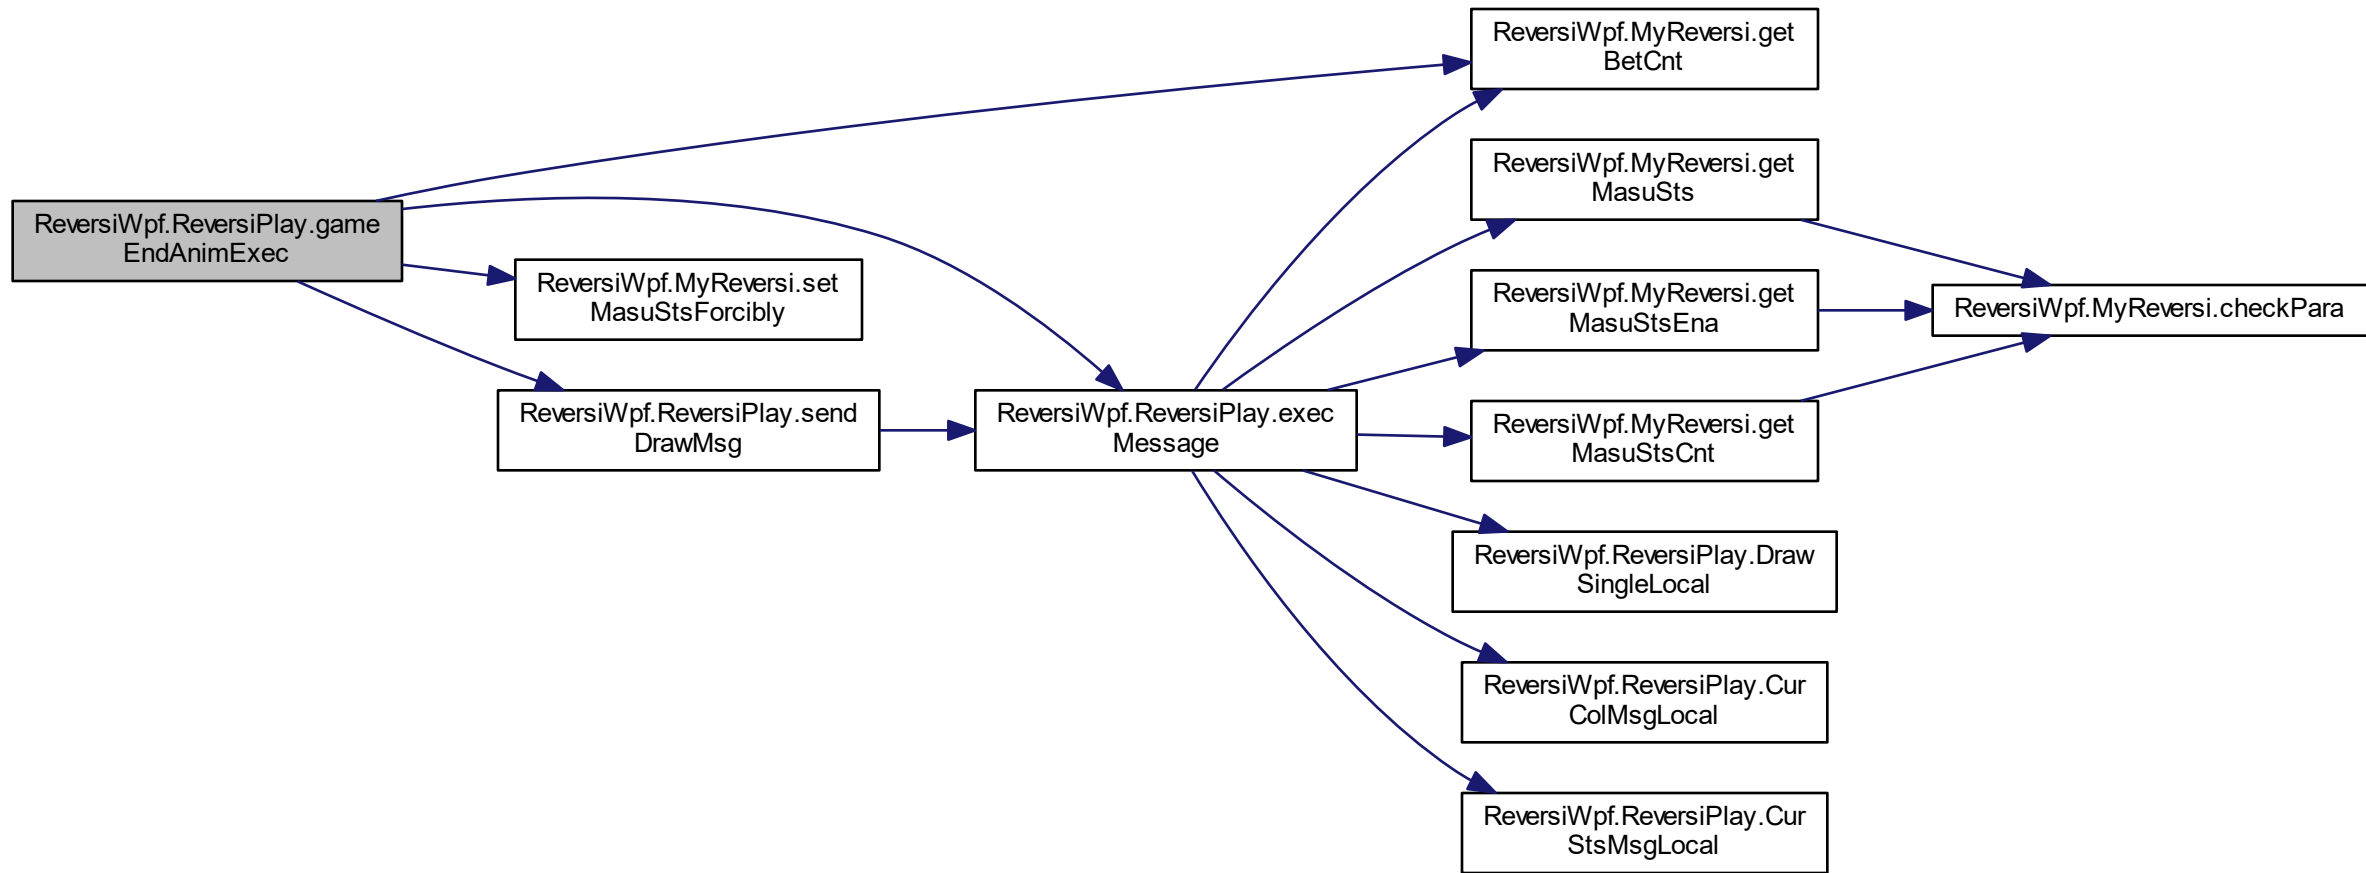 ReversiWpf.ReversiPlay.game
EndAnimExec
ReversiWpf.MyReversi.set
MasuStsForcibly
ReversiWpf.ReversiPlay.send
DrawMsg
ReversiWpf.ReversiPlay.exec
Message
ReversiWpf.MyReversi.get
BetCnt
ReversiWpf.MyReversi.get
MasuSts
ReversiWpf.MyReversi.get
MasuStsEna
ReversiWpf.MyReversi.get
MasuStsCnt
ReversiWpf.ReversiPlay.Draw
SingleLocal
ReversiWpf.ReversiPlay.Cur
ColMsgLocal
ReversiWpf.ReversiPlay.Cur
StsMsgLocal
ReversiWpf.MyReversi.checkPara